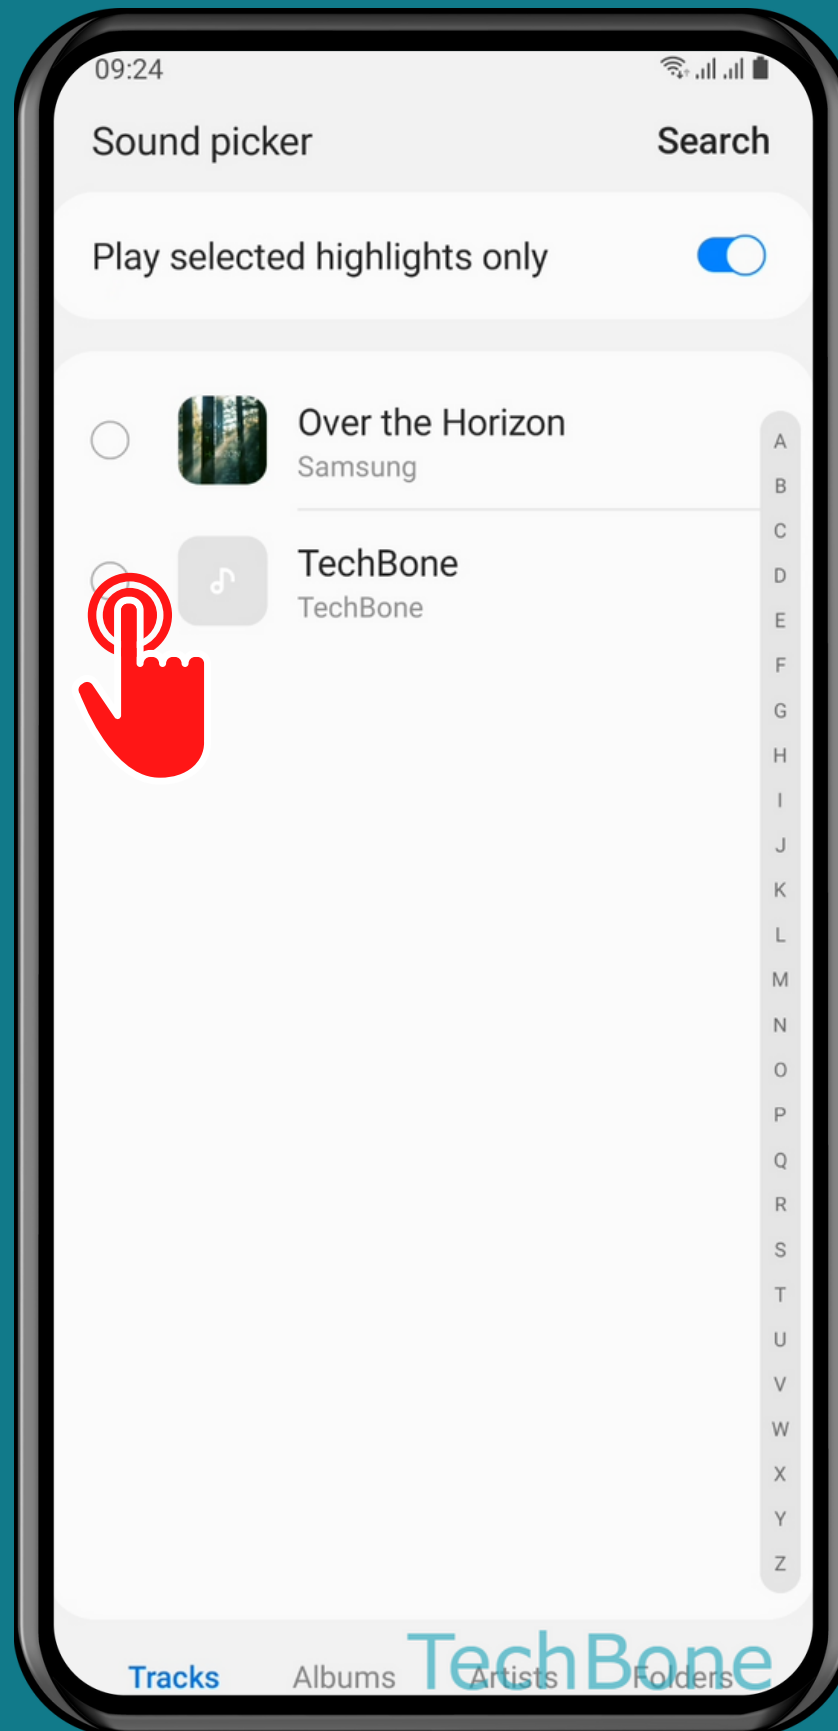 09:24
Sound picker
Search
Play selected highlights only
Over the Horizon
Samsung
TechBone
TechBone
A
B
C
D
E
F
G
H
I
J
K
L
M
N
O
P
Q
R
S
T
U
V
W
X
Y
Z
TechBone
Tracks Albums Artists Folders